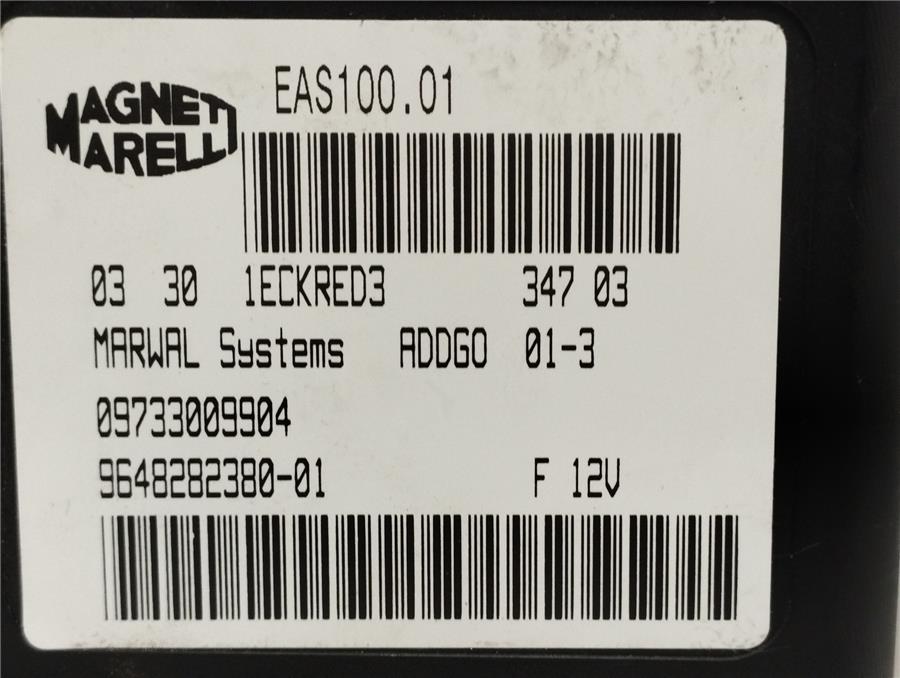 MAGNETI
MARELLI
EAS100.01
03 30 1ECKRED3 347 03
MARWAL Systems ADDGO 01-3
09733009904
9648282380-01 F 12V